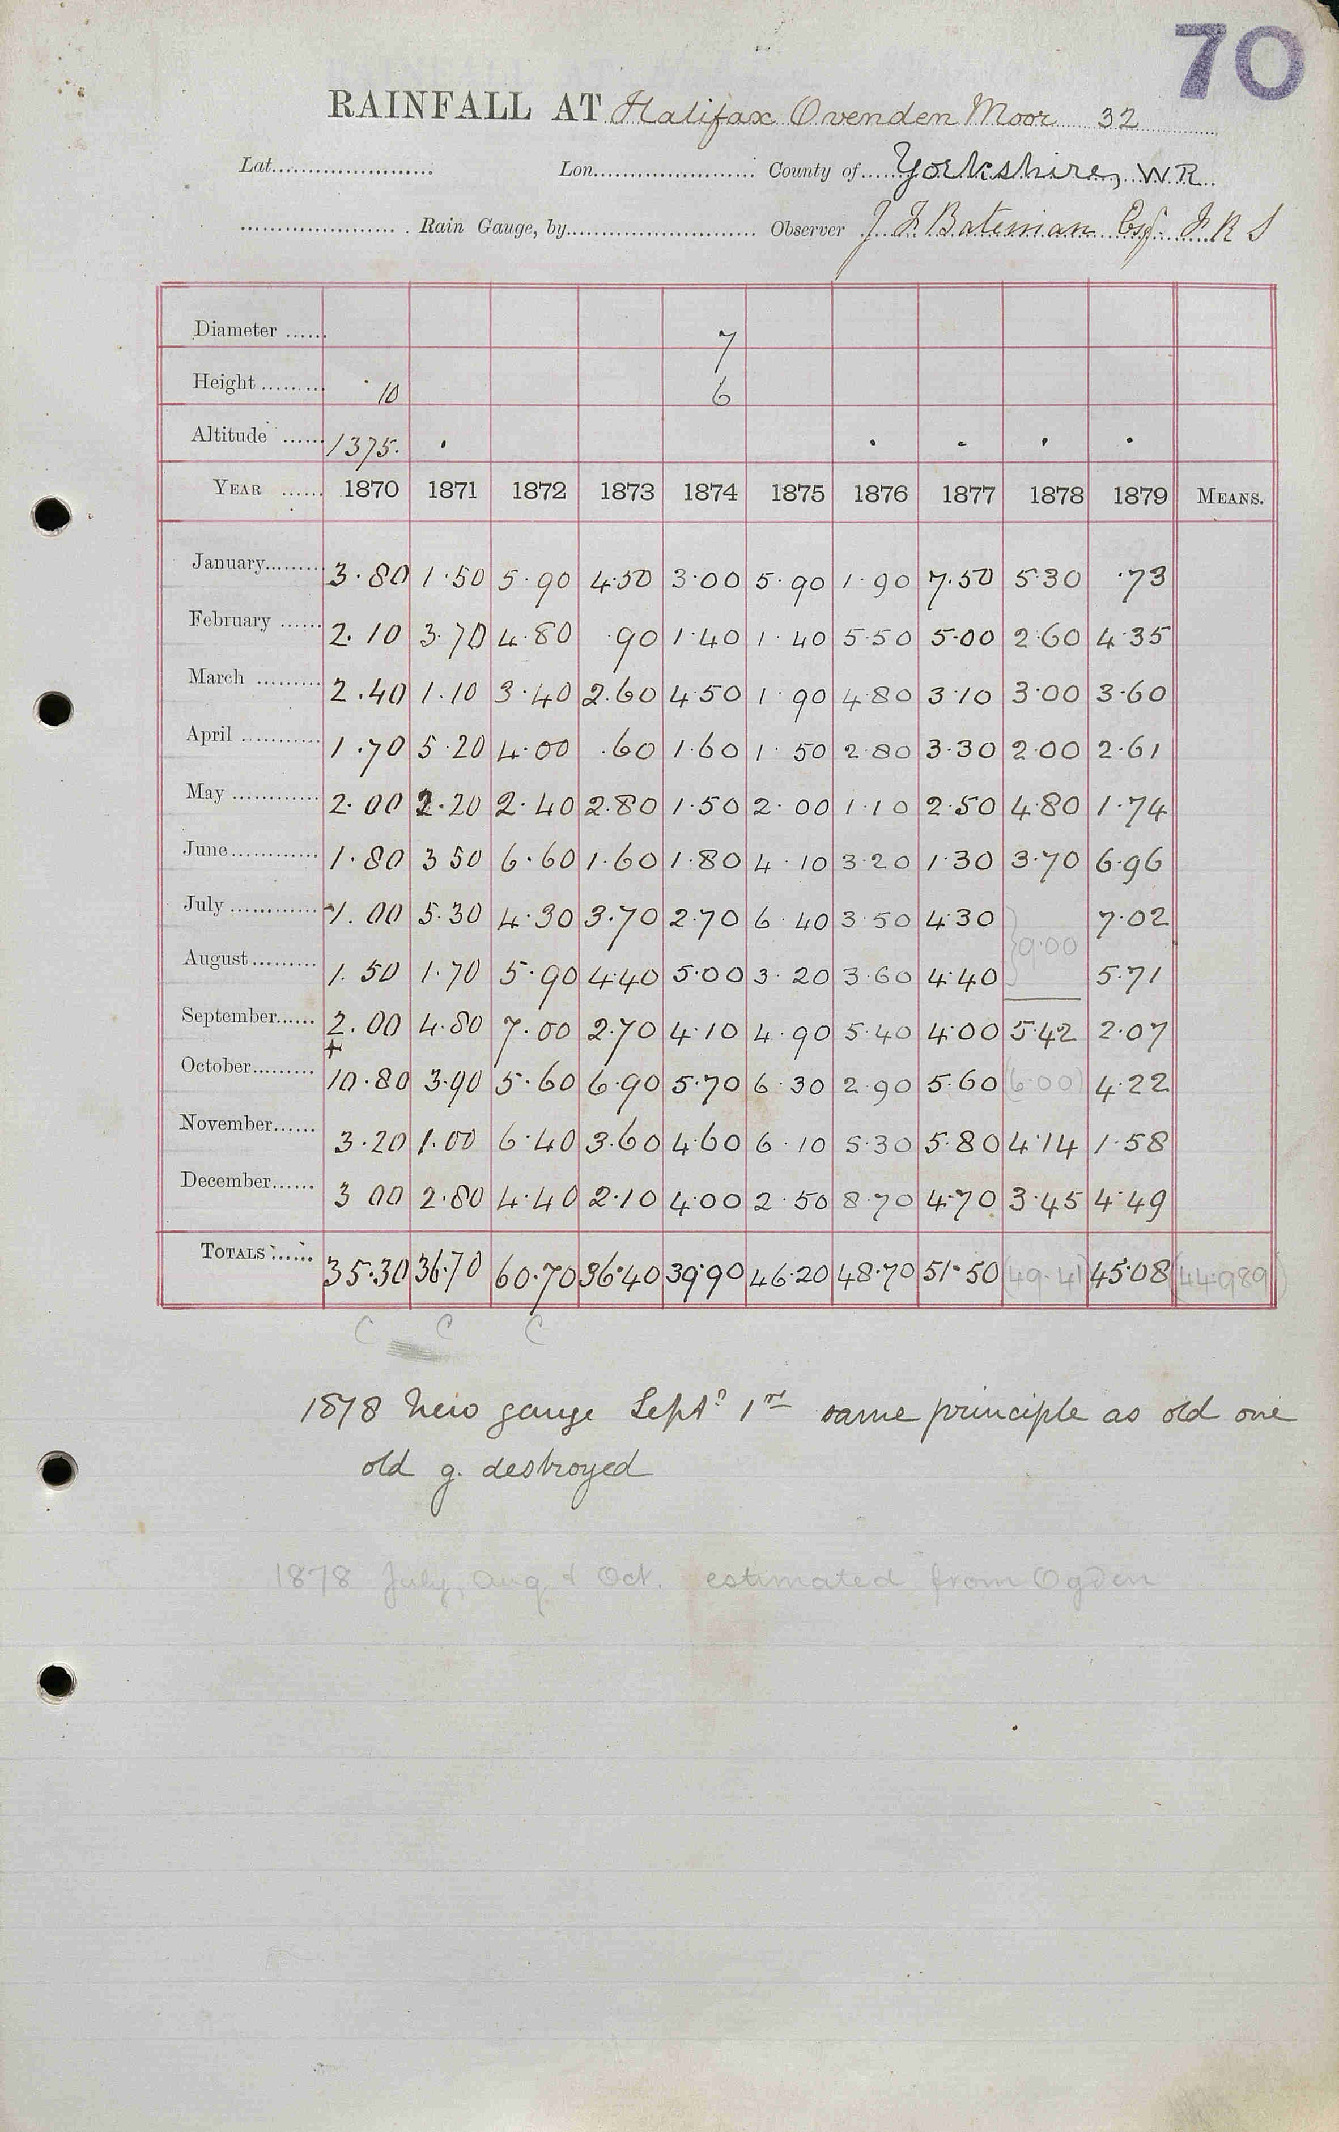 70
RAINFALL AT Halifax Ovenden Moor 32
Lat...................... Lon...................... County of...... Yorkshire, W R
...................... Rain Gauge, by...................... Observer J F Bateman Esq. F R S
Diameter ...... 7
Height ......... 10 6
Altitude ...... 1375.
YEAR ...... 1870 1871 1872 1873 1874 1875 1876 1877 1878 1879 MEANS.
January......... 3.80 1.50 5.90 4.50 3.00 5.90 1.90 7.50 5.30 .73
February ...... 2.10 3.70 4.80 .90 1.40 1.40 5.50 5.00 2.60 4.35
March ......... 2.40 1.10 3.40 2.60 4.50 1.90 4.80 3.10 3.00 3.60
April ............ 1.70 5.20 4.00 .60 1.60 1.50 2.80 3.30 2.00 2.61
May ............ 2.00 2.20 2.40 2.80 1.50 2.00 1.10 2.50 4.80 1.74
June............ 1.80 3 50 6.60 1.60 1.80 4.10 3.20 1.30 3.70 6.96
July ............ 1.00 5.30 4.30 3.70 2.70 6 40 3.50 4.30 7.02
August......... 1.50 1.70 5.90 4.40 5.00 3.20 3.60 4.40 }9.00 5.71
September...... 2.00 4.80 7.00 2.70 4.10 4.90 5.40 4.00 5.42 2.07
October......... + 10.80 3.90 5.60 6.90 5.70 6.30 2.90 5.60 (6.00) 4.22
November...... 3.20 1.00 6.40 3.60 4.60 6.10 5.30 5.80 4.14 1.58
December...... 3 00 2.80 4.40 2.10 4.00 2.50 8.70 4.70 3.45 4.49
TOTALS ...... 35.30 36.70 60.70 36.40 39.90 46.20 48.70 51.50 (49.41) 45.08 (44.989)
C C C
1878 New gauge Sept? 1st same principle as old one
old g. destroyed
1878 July, Aug & Oct. estimated from Ogden